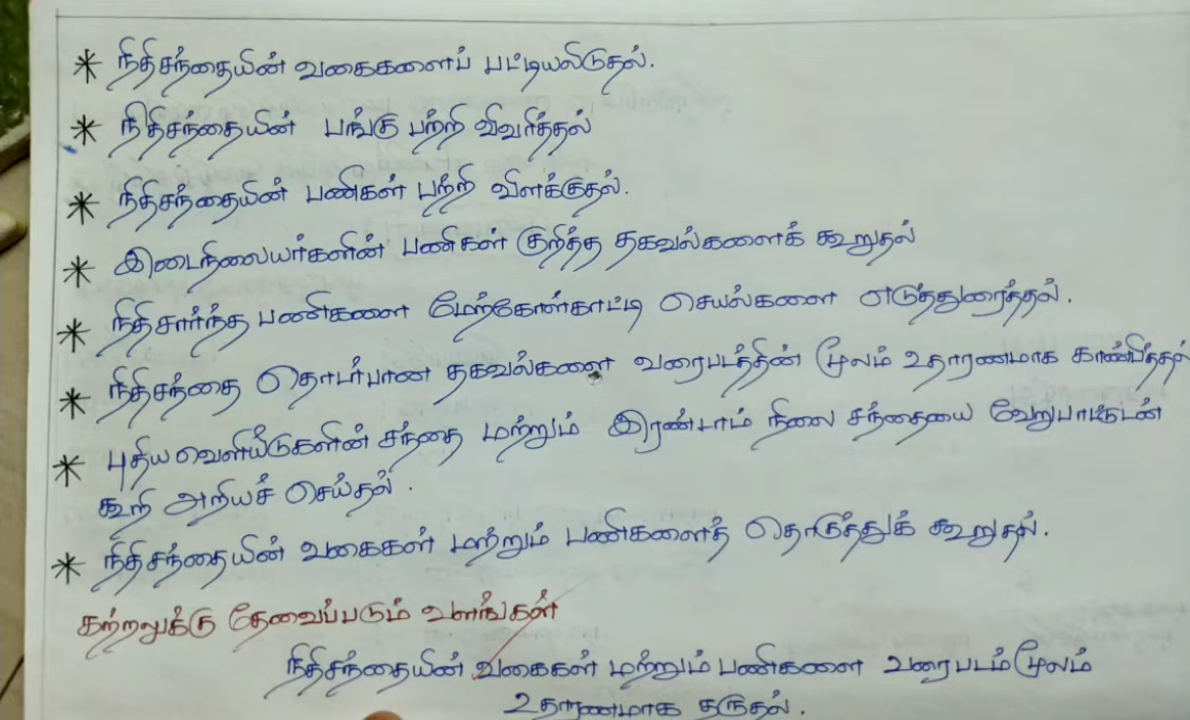 * நிதிசந்தையின் வகைகளைப் பட்டியலிடுதல்.
* நிதிசந்தையின் பங்கு பற்றி விவரித்தல்
* நிதிசந்தையின் பணிகள் பற்றி விளக்குதல்.
* இடைநிலையர்களின் பணிகள் குறித்த தகவல்களைக் கூறுதல்
* நிதிசார்ந்த பணிகளை மேற்கோள்காட்டி செயல்களை எடுத்துரைத்தல்.
* நிதிசந்தை தொடர்பான தகவல்களை வரைபடத்தின் மூலம் உதாரணமாக காண்பித்தல்
* புதிய வெளியீடுகளின் சந்தை மற்றும் இரண்டாம் நிலை சந்தையை வேறுபாட்டுடன்
கூறி அறியச் செய்தல்.
* நிதிசந்தையின் வகைகள் மற்றும் பணிகளைத் தொடுத்துக் கூறுதல்.
கற்றலுக்கு தேவைப்படும் வளங்கள்
நிதிசந்தையின் வகைகள் மற்றும் பணிகளை வரைபடம் மூலம்
உதாரணமாக தருதல்.